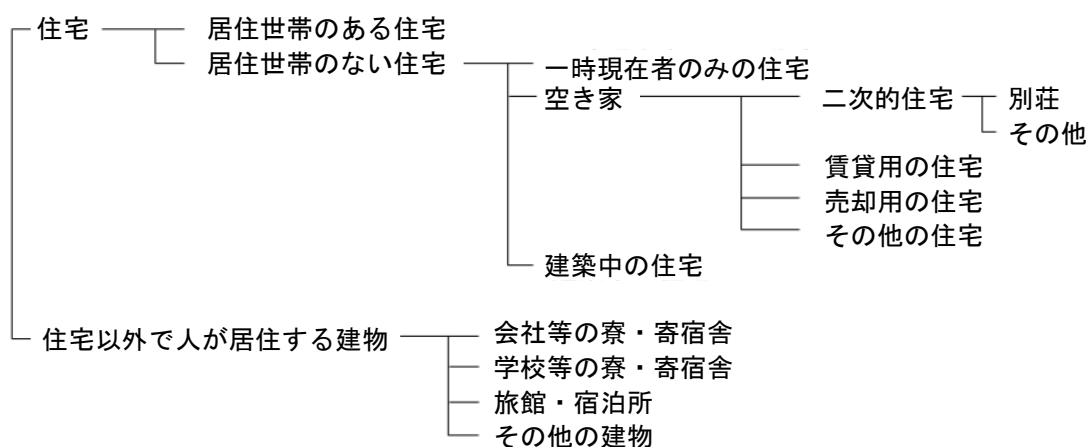 住宅 居住世帯のある住宅
居住世帯のない住宅 一時現在者のみの住宅
空き家 二次的住宅 別荘
その他
賃貸用の住宅
売却用の住宅
その他の住宅
建築中の住宅
住宅以外で人が居住する建物 会社等の寮・寄宿舎
学校等の寮・寄宿舎
旅館・宿泊所
その他の建物